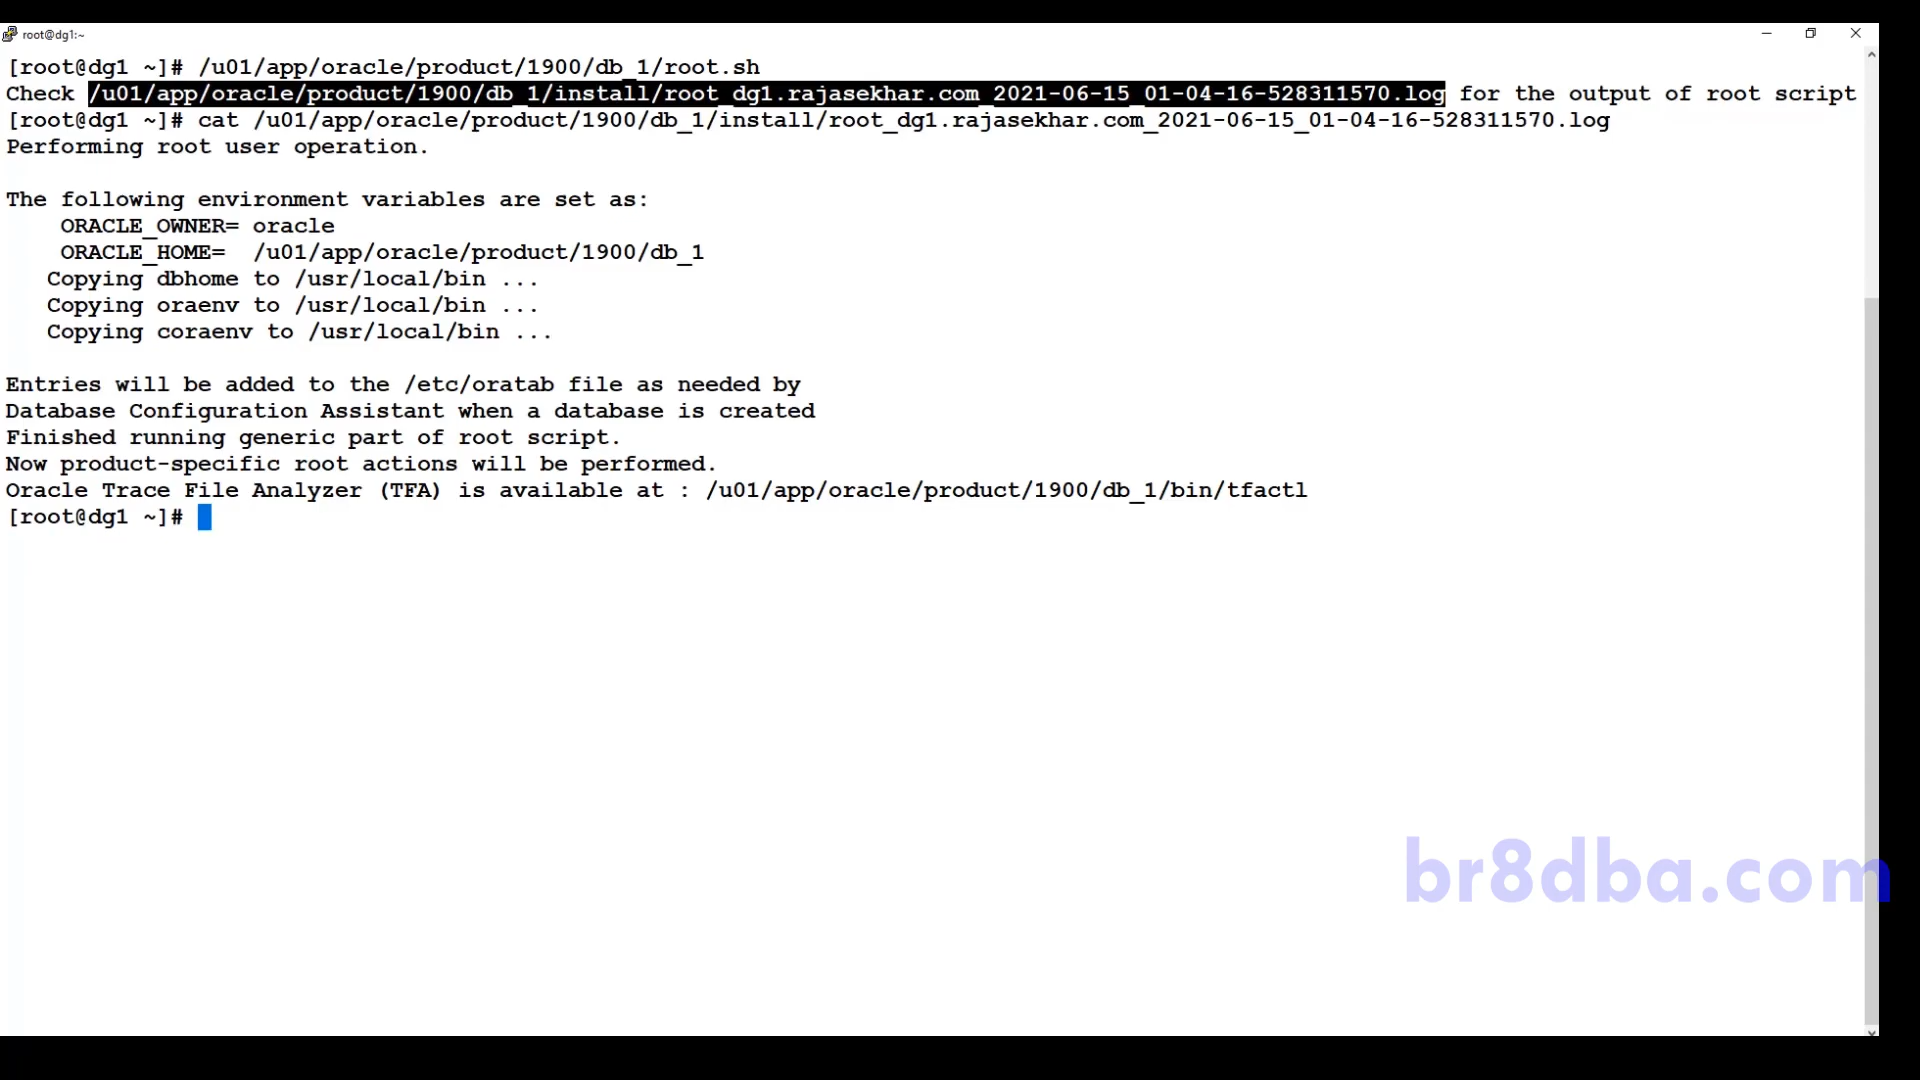 root@dg1:~
[root@dg1 ~]# /u01/app/oracle/product/1900/db_1/root.sh
Check /u01/app/oracle/product/1900/db_1/install/root_dg1.rajasekhar.com_2021-06-15_01-04-16-528311570.log for the output of root script
[root@dg1 ~]# cat /u01/app/oracle/product/1900/db_1/install/root_dg1.rajasekhar.com_2021-06-15_01-04-16-528311570.log
Performing root user operation.
The following environment variables are set as:
ORACLE_OWNER= oracle
ORACLE_HOME=  /u01/app/oracle/product/1900/db_1
Copying dbhome to /usr/local/bin ...
Copying oraenv to /usr/local/bin ...
Copying coraenv to /usr/local/bin ...
Entries will be added to the /etc/oratab file as needed by
Database Configuration Assistant when a database is created
Finished running generic part of root script.
Now product-specific root actions will be performed.
Oracle Trace File Analyzer (TFA) is available at : /u01/app/oracle/product/1900/db_1/bin/tfactl
[root@dg1 ~]#
br8dba.com